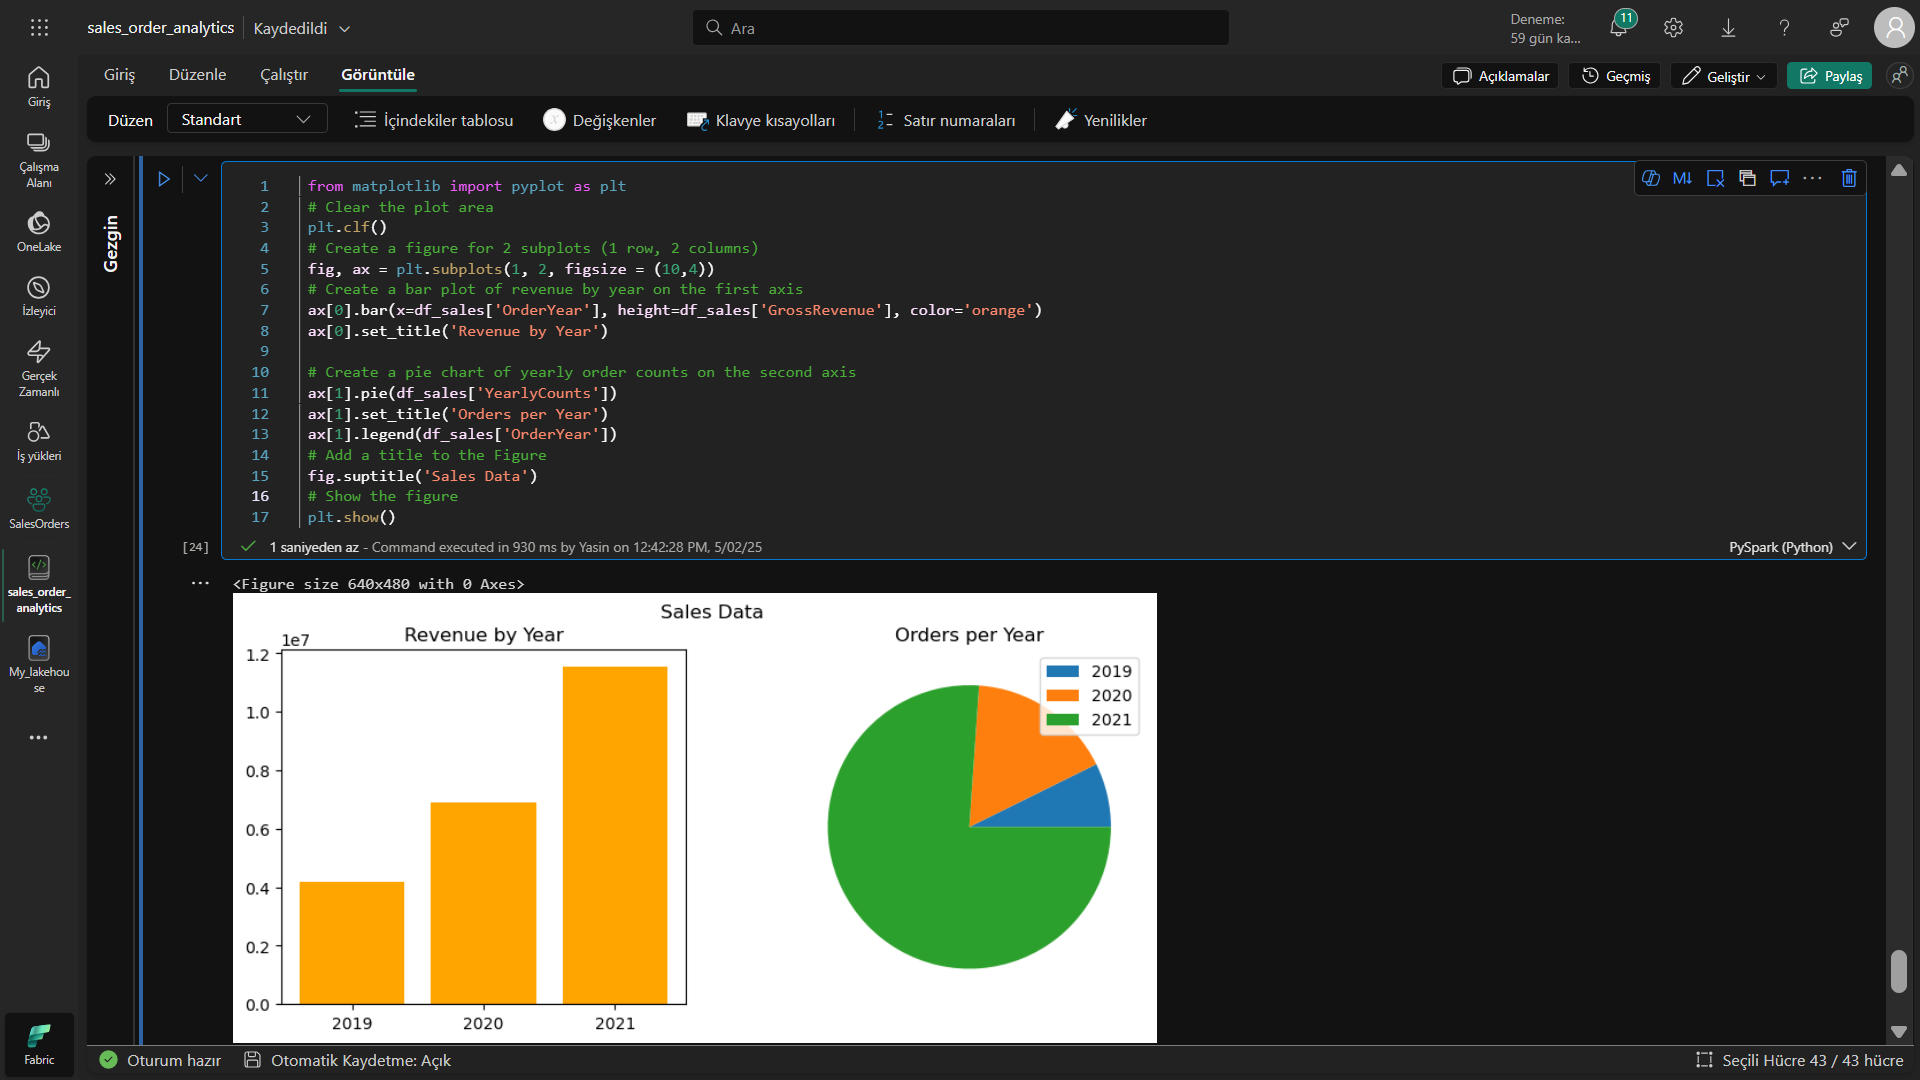 sales_order_analytics
Kaydedildi
Ara
Deneme:
59 gün ka...
11
Giriş
Düzenle
Çalıştır
Görüntüle
Açıklamalar
Geçmiş
Geliştir
Paylaş
Düzen
Standart
İçindekiler tablosu
Değişkenler
Klavye kısayolları
Satır numaraları
Yenilikler
Giriş
Çalışma
Alanı
OneLake
İzleyici
Gerçek
Zamanlı
İş yükleri
SalesOrders
sales_order_
analytics
My_lakehou
se
Fabric
Gezgin
M↓
1 from matplotlib import pyplot as plt
2 # Clear the plot area
3 plt.clf()
4 # Create a figure for 2 subplots (1 row, 2 columns)
5 fig, ax = plt.subplots(1, 2, figsize = (10,4))
6 # Create a bar plot of revenue by year on the first axis
7 ax[0].bar(x=df_sales['OrderYear'], height=df_sales['GrossRevenue'], color='orange')
8 ax[0].set_title('Revenue by Year')
9
10 # Create a pie chart of yearly order counts on the second axis
11 ax[1].pie(df_sales['YearlyCounts'])
12 ax[1].set_title('Orders per Year')
13 ax[1].legend(df_sales['OrderYear'])
14 # Add a title to the Figure
15 fig.suptitle('Sales Data')
16 # Show the figure
17 plt.show()
[24]
1 saniyeden az - Command executed in 930 ms by Yasin on 12:42:28 PM, 5/02/25
PySpark (Python)
<Figure size 640x480 with 0 Axes>
Sales Data
Revenue by Year
1e7
1.2
1.0
0.8
0.6
0.4
0.2
0.0
2019
2020
2021
Orders per Year
2019
2020
2021
Oturum hazır
Otomatik Kaydetme: Açık
Seçili Hücre 43 / 43 hücre